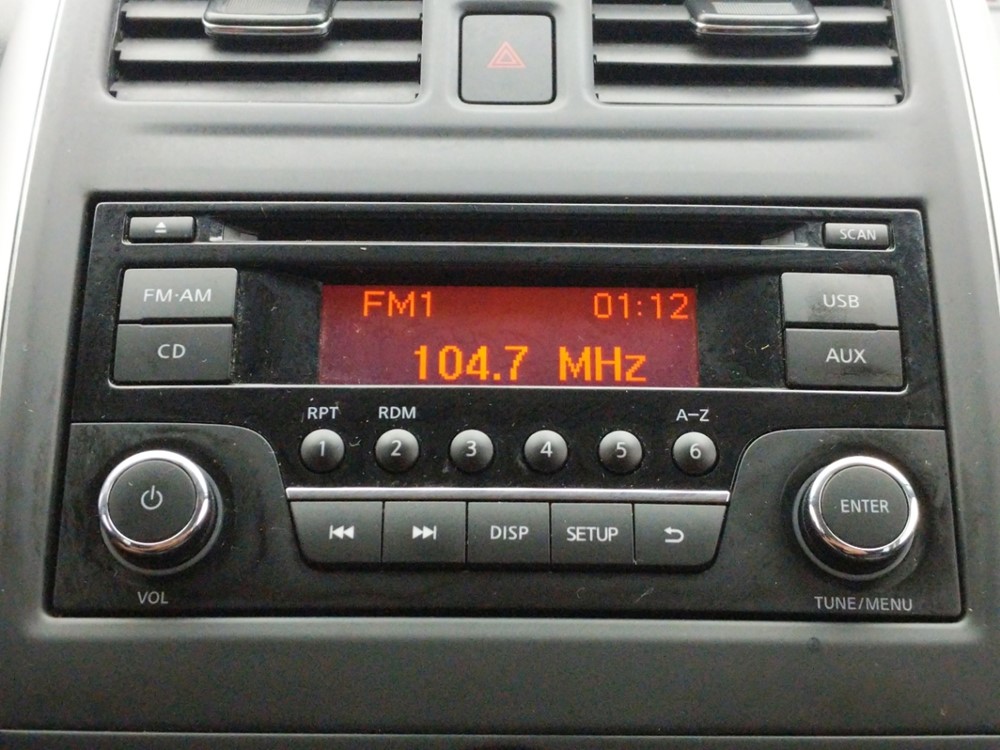 SCAN
FM·AM
USB
FM1 01:12
CD
AUX
104.7 MHz
RPT RDM A–Z
1 2 3 4 5 6
DISP SETUP
ENTER
VOL
TUNE/MENU